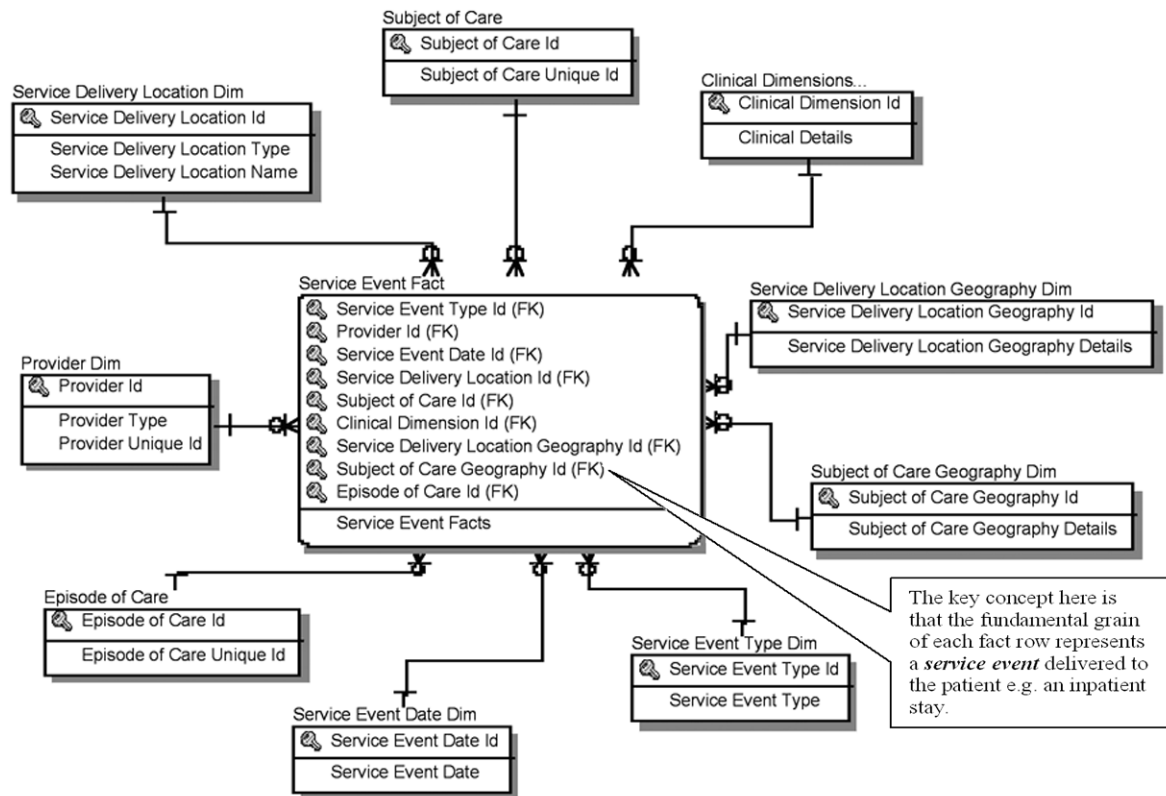 Subject of Care
Subject of Care Id
Subject of Care Unique Id
Clinical Dimensions...
Clinical Dimension Id
Clinical Details
Service Delivery Location Dim
Service Delivery Location Id
Service Delivery Location Type
Service Delivery Location Name
Service Event Fact
Service Event Type Id (FK)
Provider Id (FK)
Service Event Date Id (FK)
Service Delivery Location Id (FK)
Subject of Care Id (FK)
Clinical Dimension Id (FK)
Service Delivery Location Geography Id (FK)
Subject of Care Geography Id (FK)
Episode of Care Id (FK)
Service Event Facts
Service Delivery Location Geography Dim
Service Delivery Location Geography Id
Service Delivery Location Geography Details
Provider Dim
Provider Id
Provider Type
Provider Unique Id
Subject of Care Geography Dim
Subject of Care Geography Id
Subject of Care Geography Details
Episode of Care
Episode of Care Id
Episode of Care Unique Id
Service Event Date Dim
Service Event Date Id
Service Event Date
Service Event Type Dim
Service Event Type Id
Service Event Type
The key concept here is
that the fundamental grain
of each fact row represents
a service event delivered to
the patient e.g. an inpatient
stay.